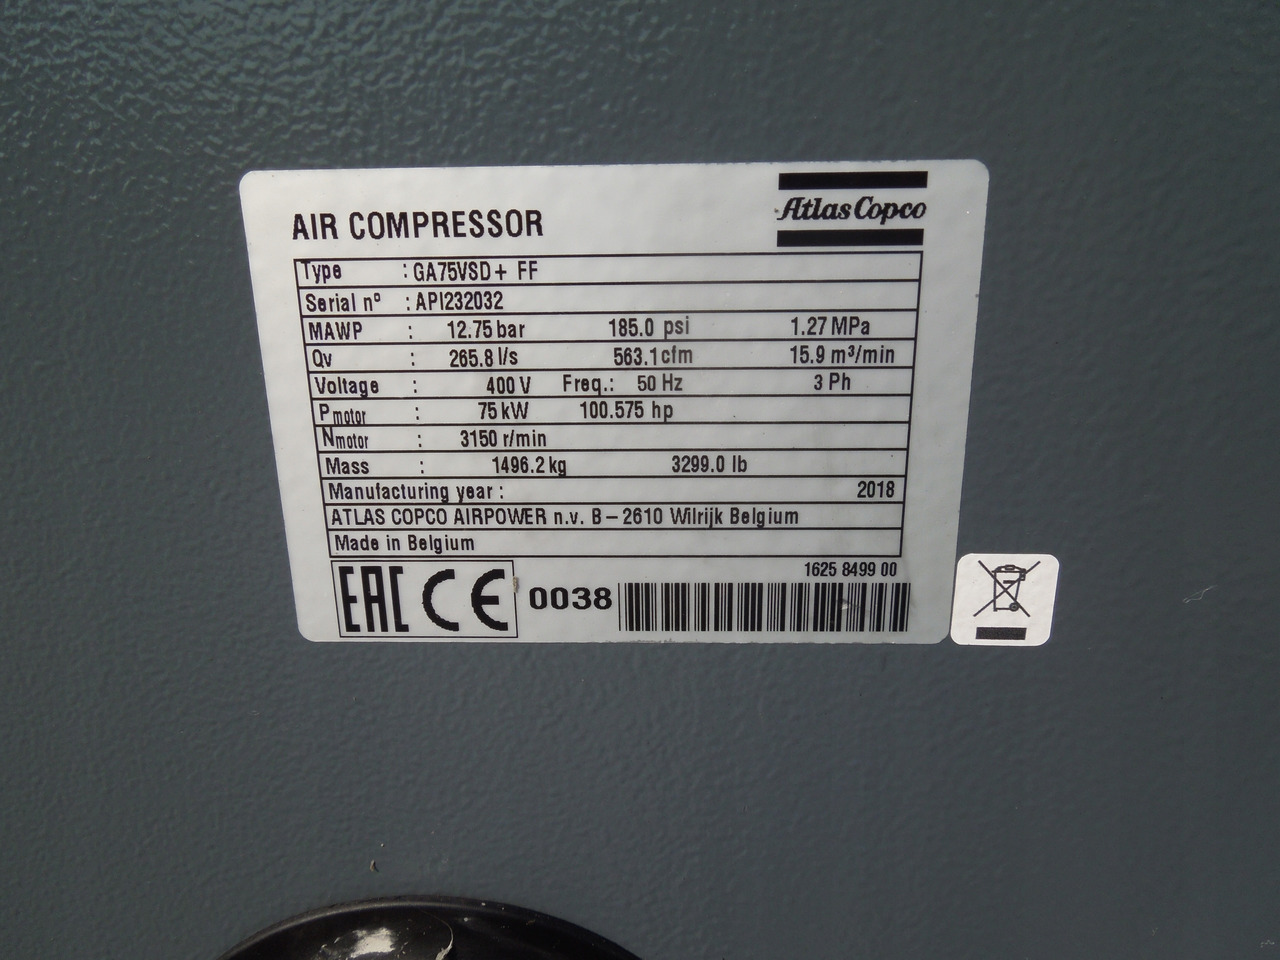 Atlas Copco
AIR COMPRESSOR
Type : GA75VSD+ FF
Serial nº : API232032
MAWP : 12.75 bar 185.0 psi 1.27 MPa
Qv : 265.8 l/s 563.1 cfm 15.9 m³/min
Voltage : 400 V Freq.: 50 Hz 3 Ph
Pmotor : 75 kW 100.575 hp
Nmotor : 3150 r/min
Mass : 1496.2 kg 3299.0 lb
Manufacturing year : 2018
ATLAS COPCO AIRPOWER n.v. B – 2610 Wilrijk Belgium
Made in Belgium
1625 8499 00
EAC CE 0038